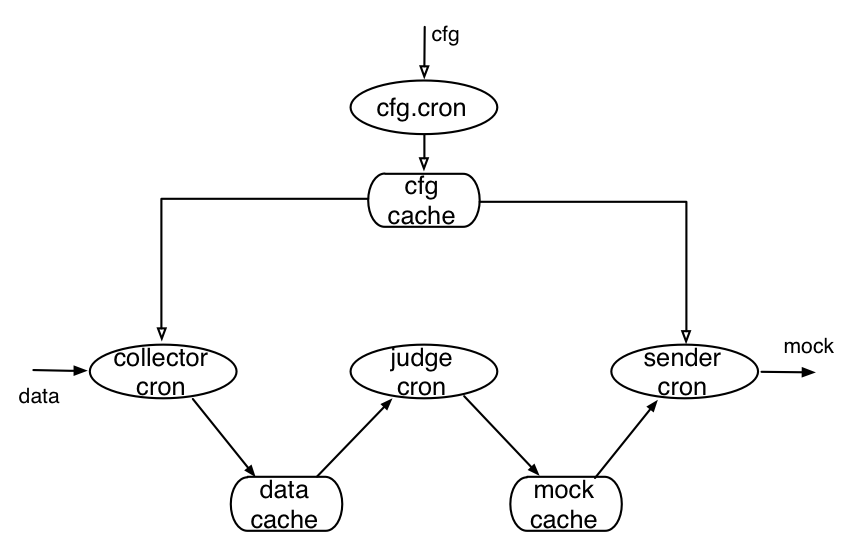 cfg
cfg.cron
cfg
cache
collector
cron
judge
cron
sender
cron
mock
data
data
cache
mock
cache